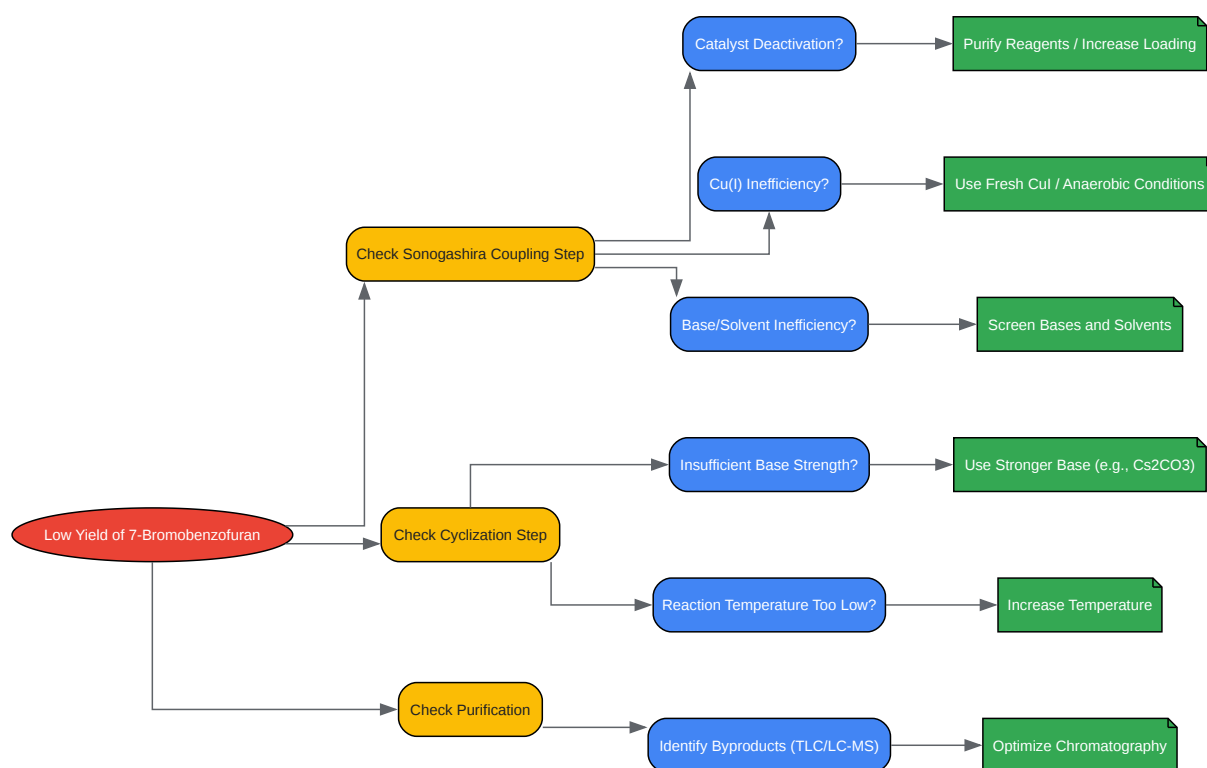 Catalyst Deactivation?
Purify Reagents / Increase Loading
Cu(I) Inefficiency?
Use Fresh CuI / Anaerobic Conditions
Check Sonogashira Coupling Step
Base/Solvent Inefficiency?
Screen Bases and Solvents
Insufficient Base Strength?
Use Stronger Base (e.g., Cs2CO3)
Low Yield of 7-Bromobenzofuran
Check Cyclization Step
Reaction Temperature Too Low?
Increase Temperature
Check Purification
Identify Byproducts (TLC/LC-MS)
Optimize Chromatography